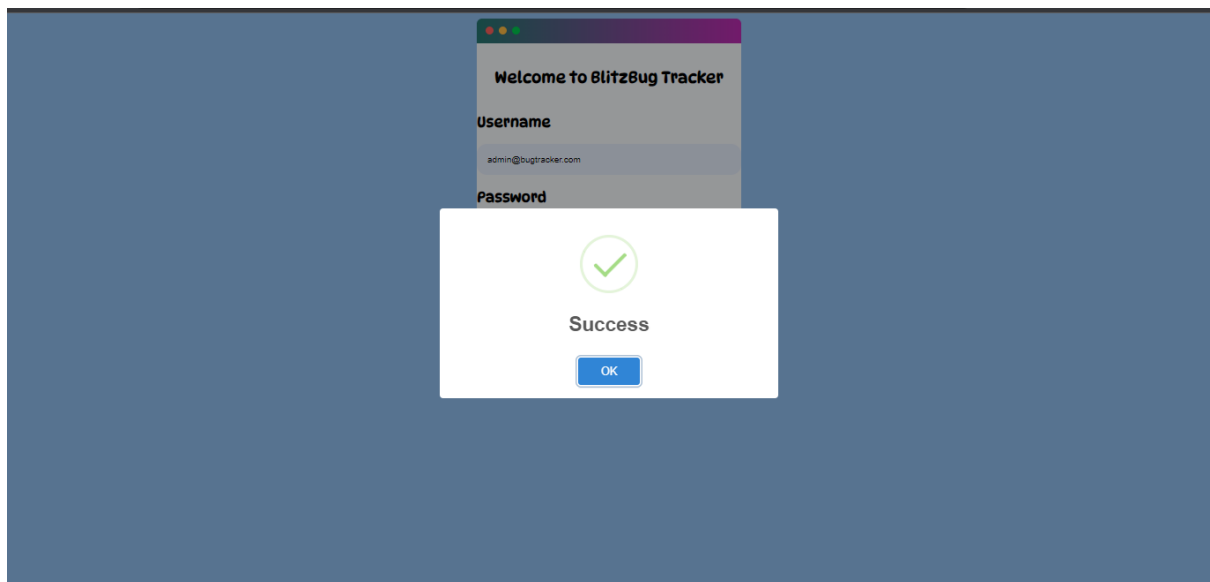 Welcome to BlitzBug Tracker
Username
admin@bugtracker.com
Password
Success
OK